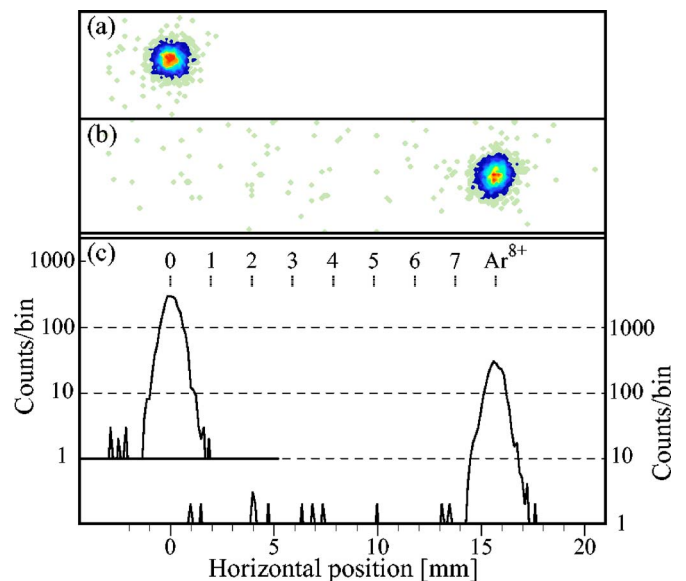 (a)
(b)
(c)
0 1 2 3 4 5 6 7 Ar8+
1000
100
10
1
Counts/bin
1000
100
10
1
Counts/bin
0 5 10 15 20
Horizontal position [mm]